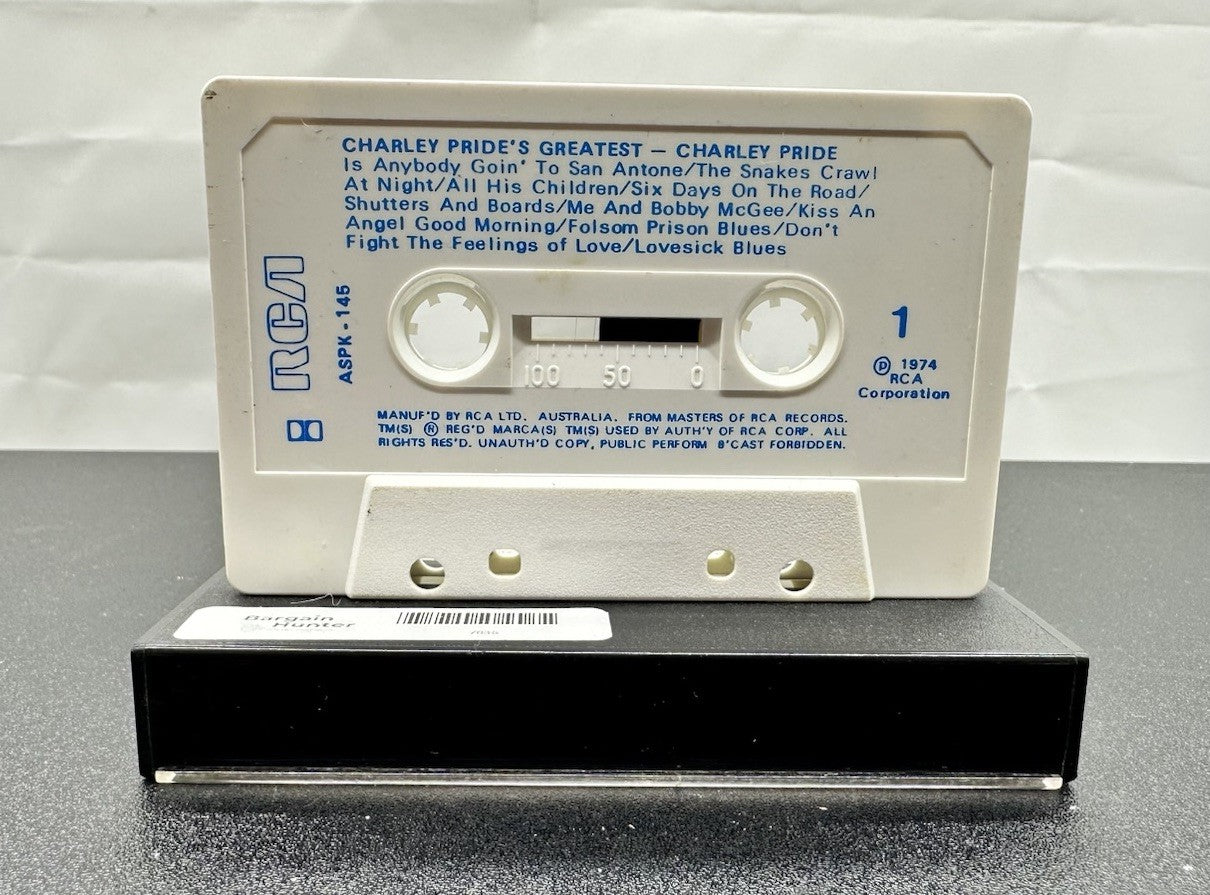 CHARLEY PRIDE'S GREATEST — CHARLEY PRIDE
Is Anybody Goin' To San Antone/The Snakes Crawl
At Night/All His Children/Six Days On The Road/
Shutters And Boards/Me And Bobby McGee/Kiss An
Angel Good Morning/Folsom Prison Blues/Don't
Fight The Feelings of Love/Lovesick Blues
RCA
ASPK-145
1
100 50 0
Ⓟ 1974
RCA
Corporation
MANUF'D BY RCA LTD. AUSTRALIA. FROM MASTERS OF RCA RECORDS.
TM(S) ® REG'D MARCA(S) TM(S) USED BY AUTH'Y OF RCA CORP. ALL
RIGHTS RES'D. UNAUTH'D COPY, PUBLIC PERFORM B'CAST FORBIDDEN.
Bargain
Hunter